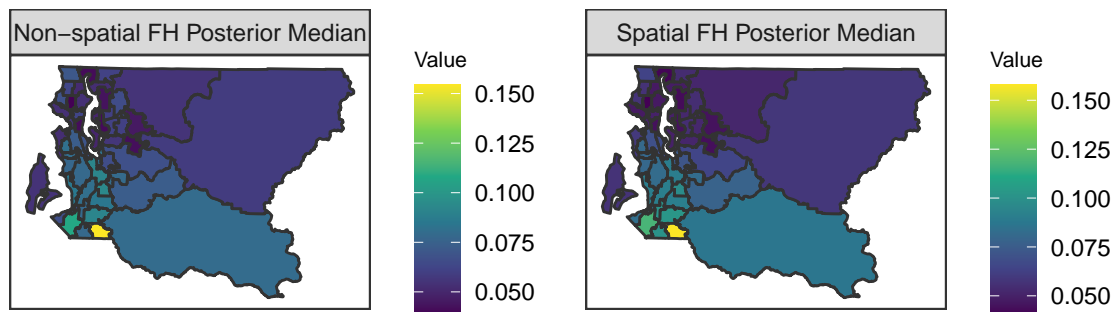 Non−spatial FH Posterior Median
Value
0.150
0.125
0.100
0.075
0.050
Spatial FH Posterior Median
Value
0.150
0.125
0.100
0.075
0.050